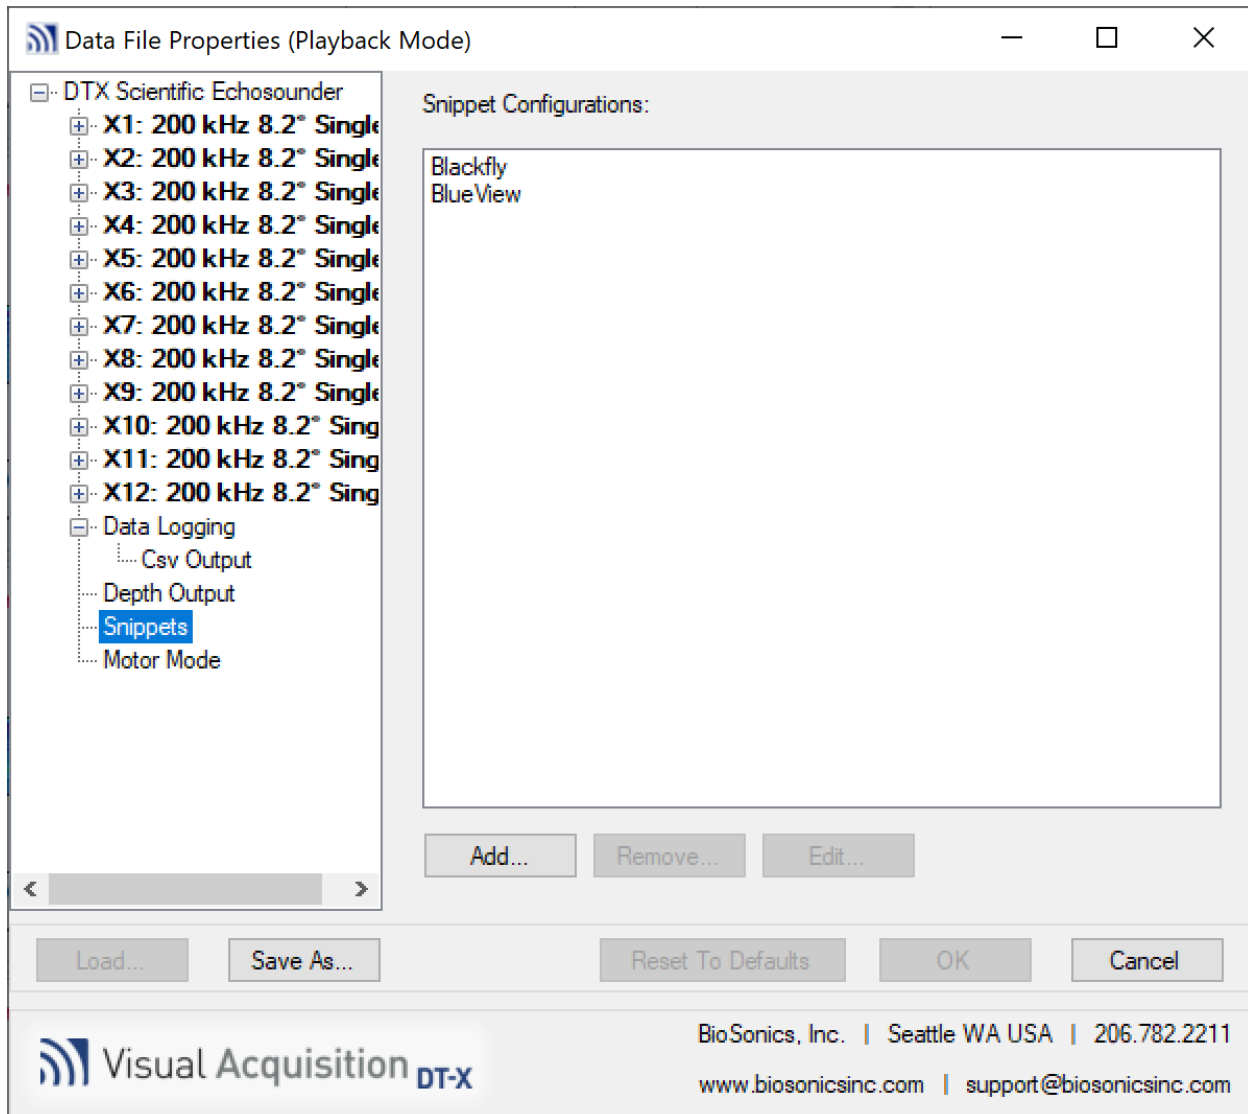 Data File Properties (Playback Mode)
DTX Scientific Echosounder
X1: 200 kHz 8.2° Single
X2: 200 kHz 8.2° Single
X3: 200 kHz 8.2° Single
X4: 200 kHz 8.2° Single
X5: 200 kHz 8.2° Single
X6: 200 kHz 8.2° Single
X7: 200 kHz 8.2° Single
X8: 200 kHz 8.2° Single
X9: 200 kHz 8.2° Single
X10: 200 kHz 8.2° Sing
X11: 200 kHz 8.2° Sing
X12: 200 kHz 8.2° Sing
Data Logging
Csv Output
Depth Output
Snippets
Motor Mode
Snippet Configurations:
Blackfly
BlueView
Add...
Remove...
Edit...
Load...
Save As...
Reset To Defaults
OK
Cancel
Visual Acquisition DT-X
BioSonics, Inc. | Seattle WA USA | 206.782.2211
www.biosonicsinc.com | support@biosonicsinc.com